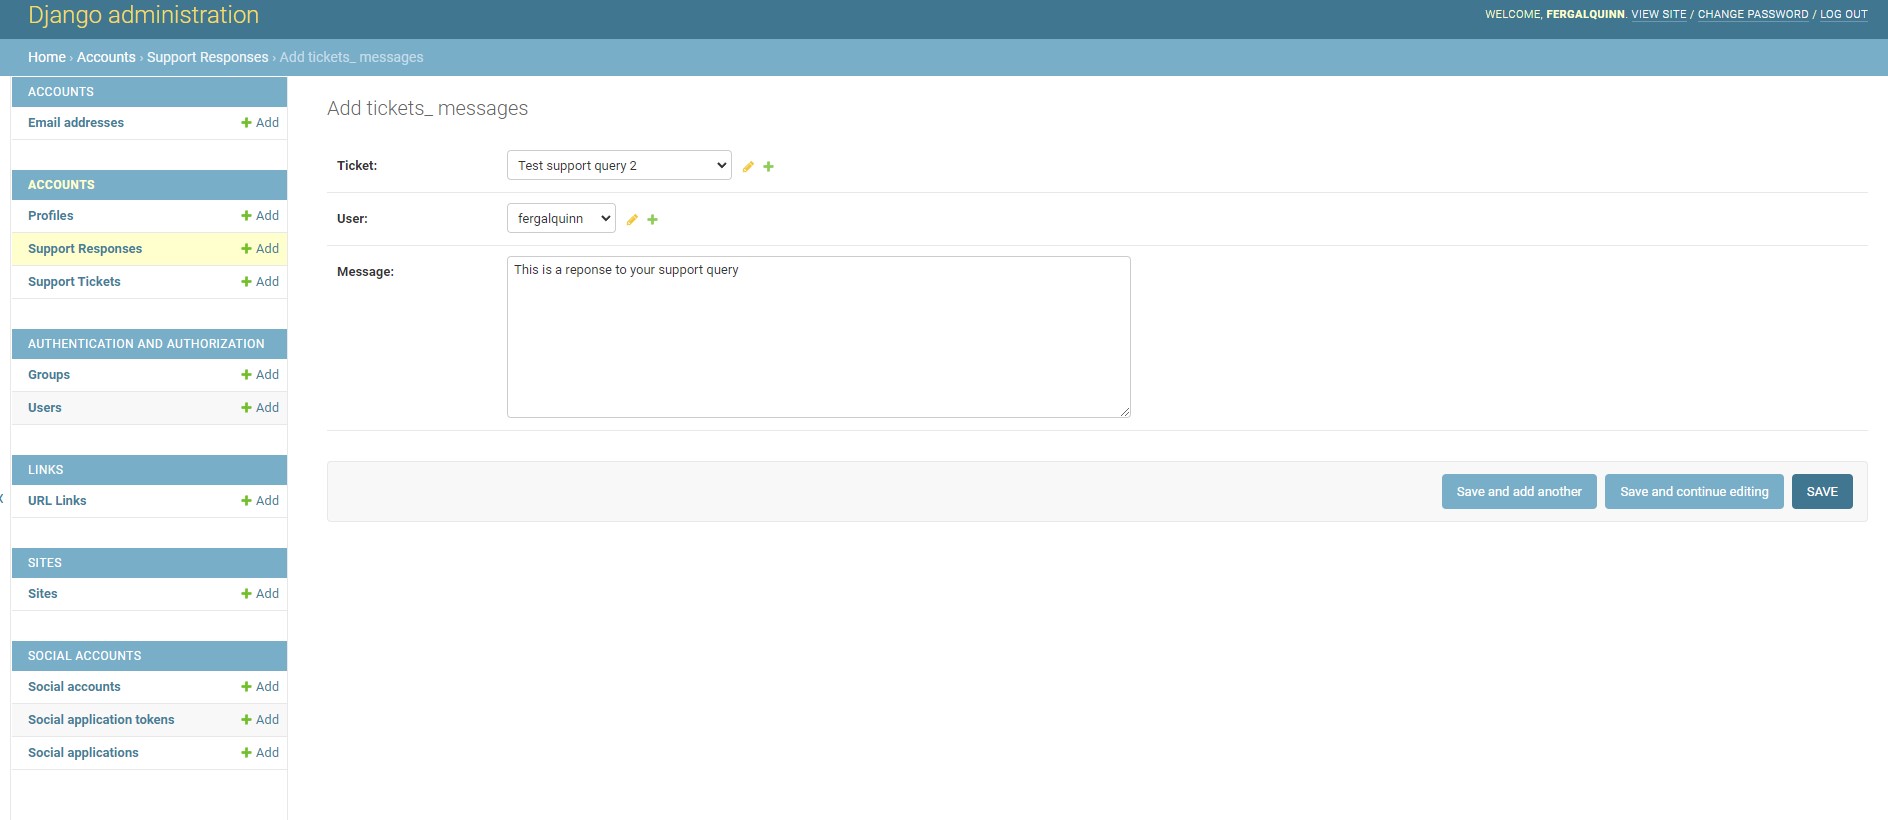 Django administration
WELCOME, FERGALQUINN. VIEW SITE / CHANGE PASSWORD / LOG OUT
Home › Accounts › Support Responses › Add tickets_ messages
ACCOUNTS
Email addresses + Add
ACCOUNTS
Profiles + Add
Support Responses + Add
Support Tickets + Add
AUTHENTICATION AND AUTHORIZATION
Groups + Add
Users + Add
LINKS
URL Links + Add
SITES
Sites + Add
SOCIAL ACCOUNTS
Social accounts + Add
Social application tokens + Add
Social applications + Add
Add tickets_ messages
Ticket: Test support query 2
User: fergalquinn
Message: This is a reponse to your support query
Save and add another
Save and continue editing
SAVE